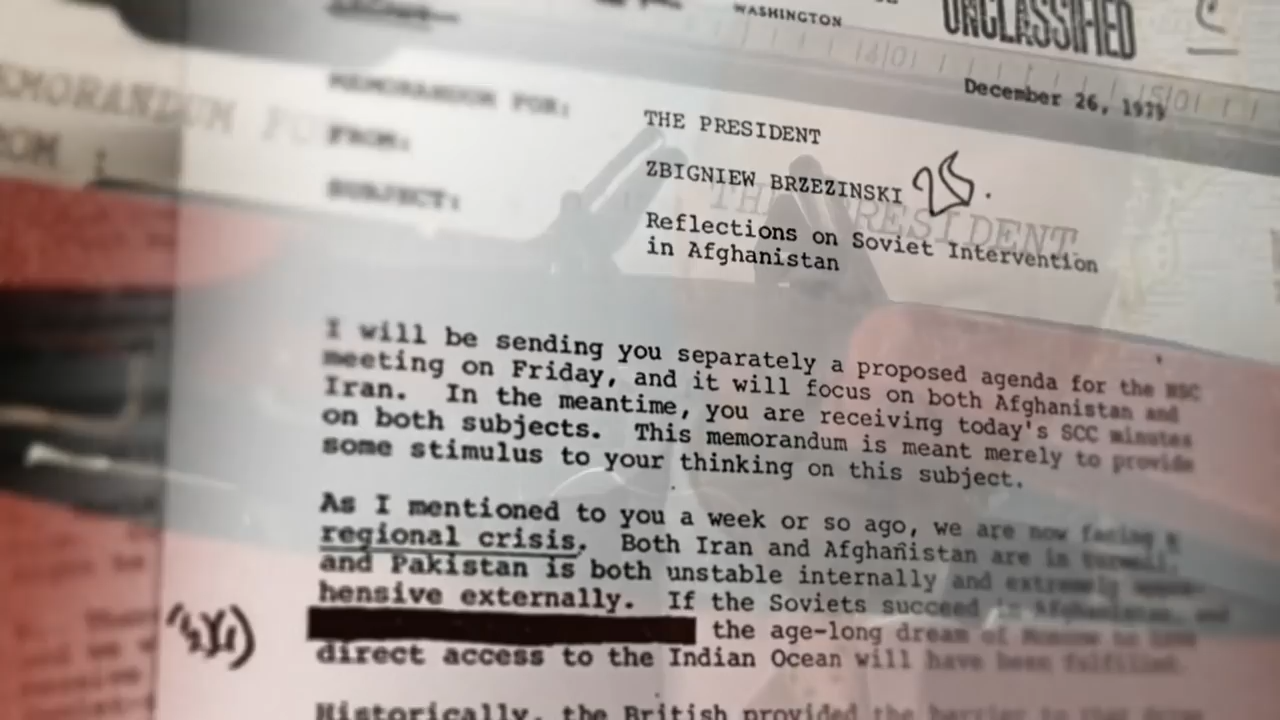 WASHINGTON
UNCLASSIFIED
December 26, 1979
MEMORANDUM FOR:
THE PRESIDENT
FROM:
ZBIGNIEW BRZEZINSKI
SUBJECT:
Reflections on Soviet Intervention
in Afghanistan
THE PRESIDENT
I will be sending you separately a proposed agenda for the NSC
meeting on Friday, and it will focus on both Afghanistan and
Iran. In the meantime, you are receiving today's SCC minutes
on both subjects. This memorandum is meant merely to provide
some stimulus to your thinking on this subject.
As I mentioned to you a week or so ago, we are now facing a
regional crisis. Both Iran and Afghanistan are in turmoil,
and Pakistan is both unstable internally and extremely
hensive externally. If the Soviets succeed in Afghanistan, and
the age-long dream of Moscow to have
direct access to the Indian Ocean will have been fulfilled.
Historically, the British provided the barrier to that